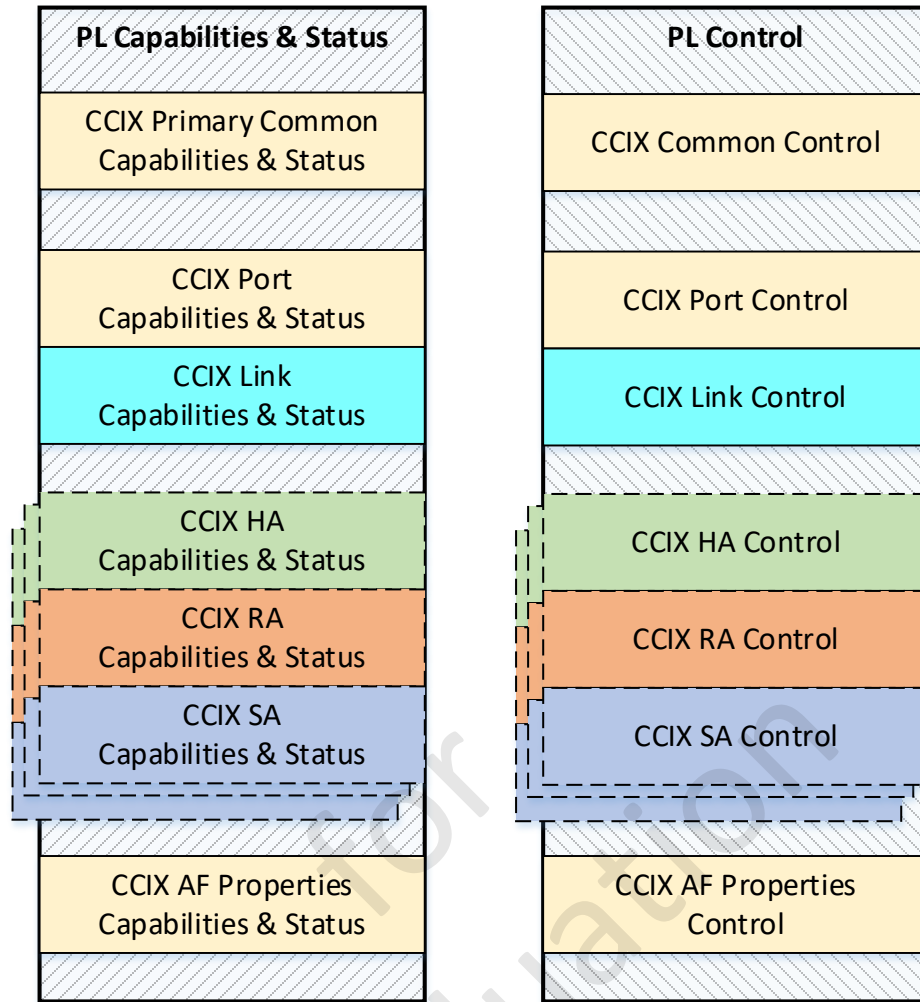 PL Capabilities & Status
CCIX Primary Common
Capabilities & Status
CCIX Port
Capabilities & Status
CCIX Link
Capabilities & Status
CCIX HA
Capabilities & Status
CCIX RA
Capabilities & Status
CCIX SA
Capabilities & Status
CCIX AF Properties
Capabilities & Status
PL Control
CCIX Common Control
CCIX Port Control
CCIX Link Control
CCIX HA Control
CCIX RA Control
CCIX SA Control
CCIX AF Properties
Control
for